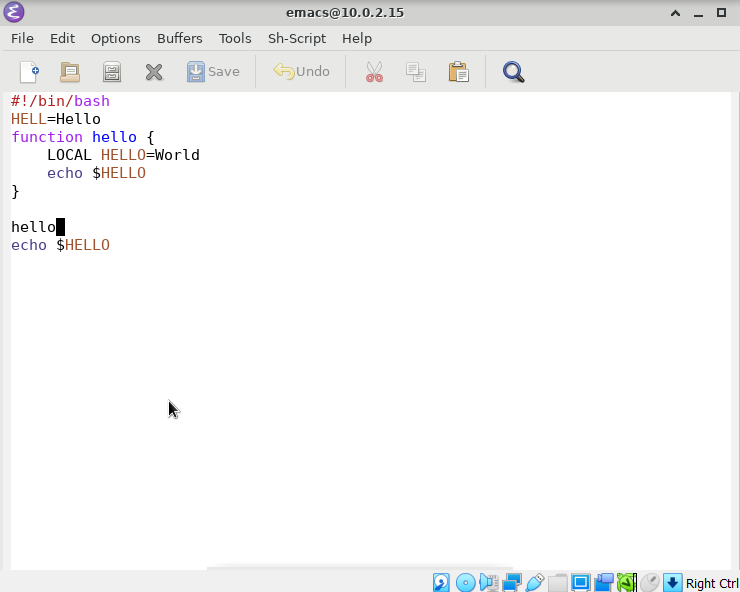 emacs@10.0.2.15
File Edit Options Buffers Tools Sh-Script Help
Save Undo
#!/bin/bash
HELL=Hello
function hello {
    LOCAL HELLO=World
    echo $HELLO
}
hello
echo $HELLO
Right Ctrl